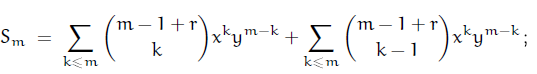 $S_m = \sum_{k \leqslant m} \binom{m-1+r}{k} x^k y^{m-k} + \sum_{k \leqslant m} \binom{m-1+r}{k-1} x^k y^{m-k};$